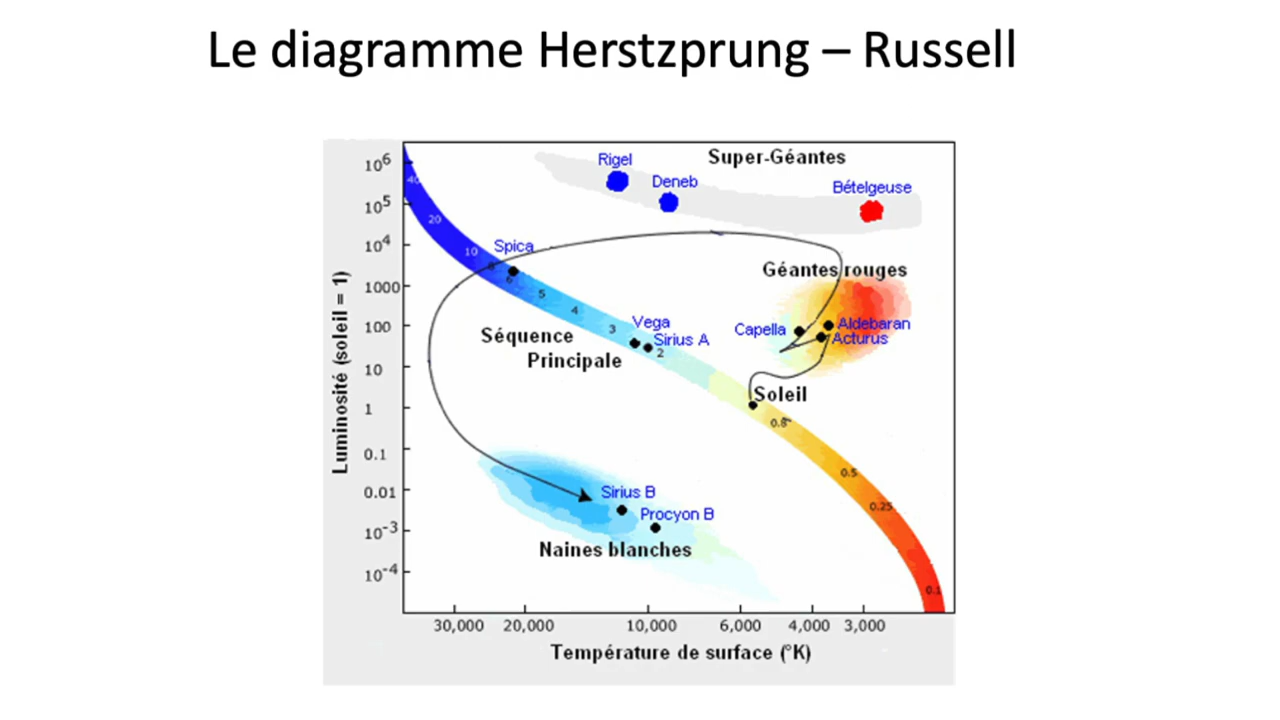 Le diagramme Herstzprung – Russell
Super-Géantes
Rigel
Deneb
Bételgeuse
10⁶
10⁵
10⁴
1000
100
10
1
0.1
0.01
10⁻³
10⁻⁴
Luminosité (soleil = 1)
40
20
10
8
6
5
4
3
2
0.8
0.5
0.25
0.1
Spica
Géantes rouges
Capella
Aldebaran
Acturus
Vega
Sirius A
Séquence
Principale
Soleil
Sirius B
Procyon B
Naines blanches
30,000 20,000 10,000 6,000 4,000 3,000
Température de surface (°K)